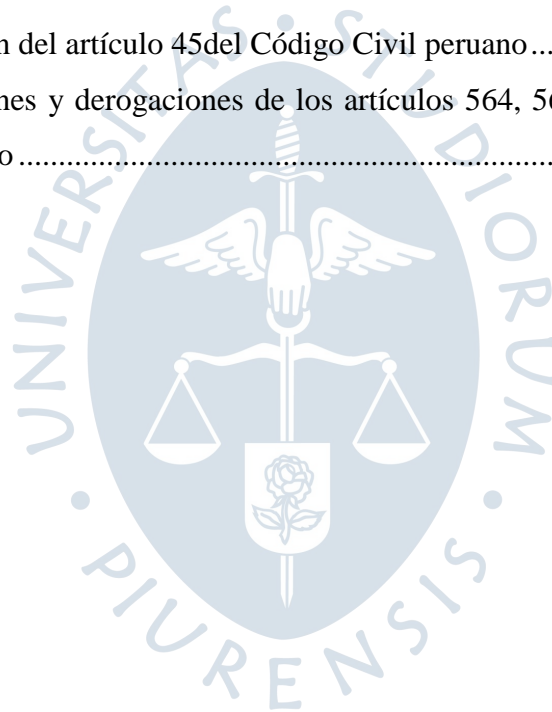 n del artículo 45del Código Civil peruano....
nes y derogaciones de los artículos 564, 56
o....................................................................
UNIVERSITAS • STUDIORUM • PIURENSIS